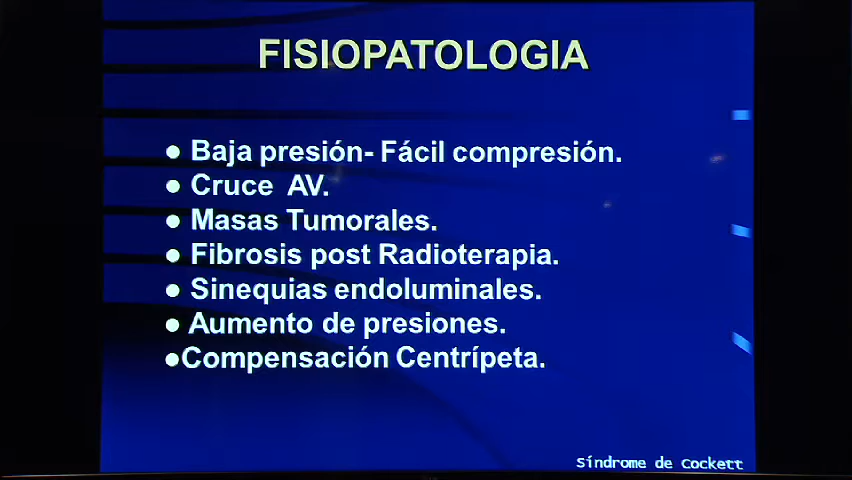 FISIOPATOLOGIA
● Baja presión- Fácil compresión.
● Cruce AV.
● Masas Tumorales.
● Fibrosis post Radioterapia.
● Sinequias endoluminales.
● Aumento de presiones.
●Compensación Centrípeta.
Síndrome de Cockett